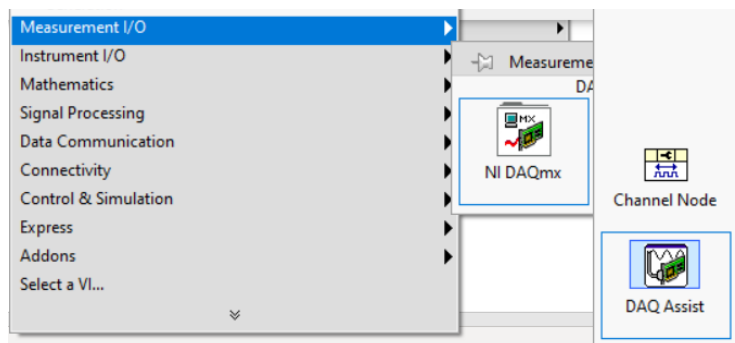 Measurement I/O
Instrument I/O
Mathematics
Signal Processing
Data Communication
Connectivity
Control & Simulation
Express
Addons
Select a VI...
Measureme
DA
MX
NI DAQmx
Channel Node
DAQ Assist